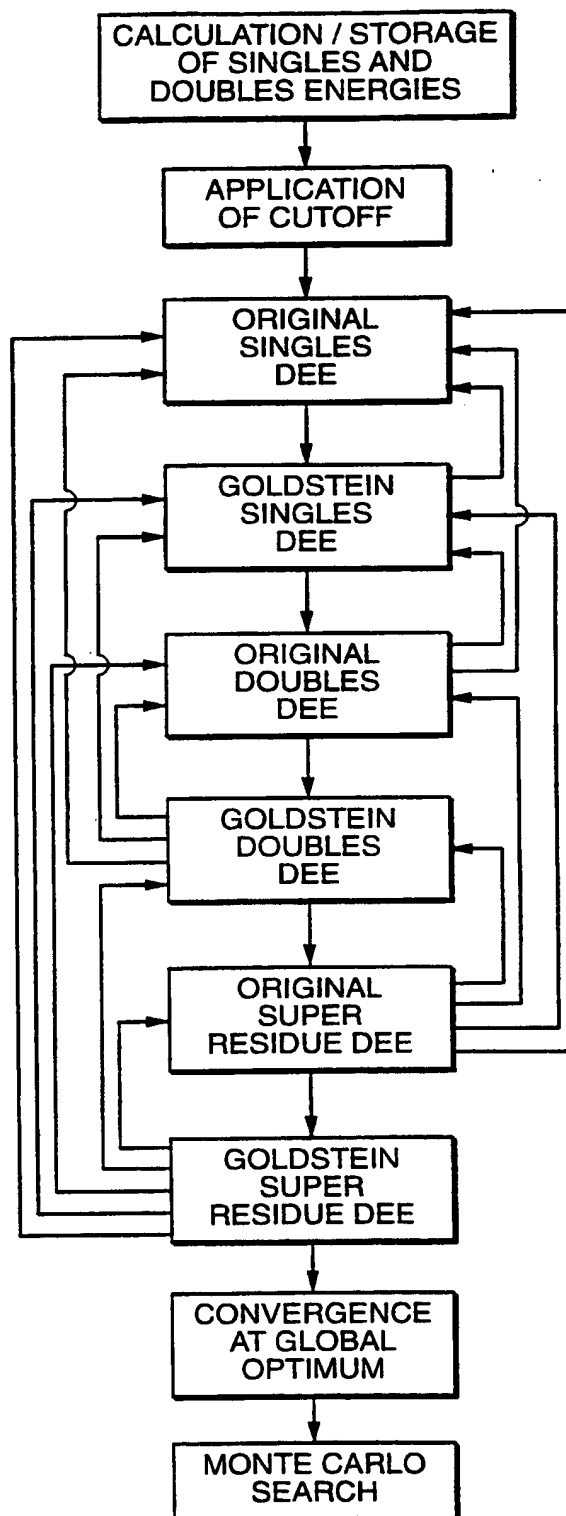 CALCULATION / STORAGE
OF SINGLES AND
DOUBLES ENERGIES
APPLICATION
OF CUTOFF
ORIGINAL
SINGLES
DEE
GOLDSTEIN
SINGLES
DEE
ORIGINAL
DOUBLES
DEE
GOLDSTEIN
DOUBLES
DEE
ORIGINAL
SUPER
RESIDUE DEE
GOLDSTEIN
SUPER
RESIDUE DEE
CONVERGENCE
AT GLOBAL
OPTIMUM
MONTE CARLO
SEARCH